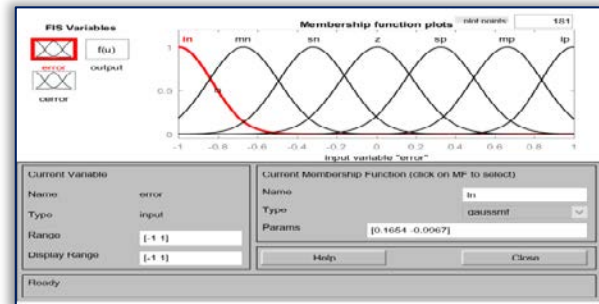 FIS Variables
Membership function plots
plot points:
181
ln
mn
sn
z
sp
mp
lp
f(u)
error
output
cerror
1
0.5
0
-1
-0.8
-0.6
-0.4
-0.2
0
0.2
0.4
0.6
0.8
1
input variable "error"
Current Variable
Name
error
Type
input
Range
[-1 1]
Display Range
[-1 1]
Current Membership Function (click on MF to select)
Name
ln
Type
gaussmf
Params
[0.1654 -0.9967]
Help
Close
Ready